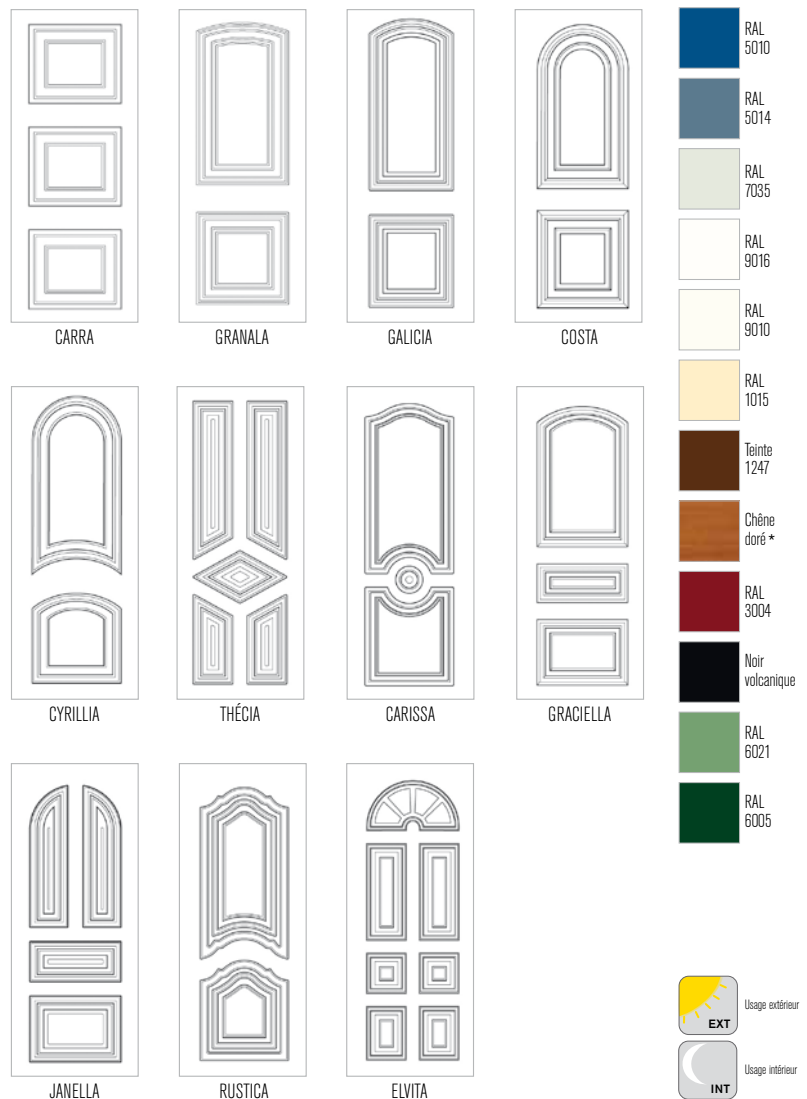 CARRA
GRANALA
GALICIA
COSTA
CYRILLIA
THÉCIA
CARISSA
GRACIELLA
JANELLA
RUSTICA
ELVITA
RAL
5010
RAL
5014
RAL
7035
RAL
9016
RAL
9010
RAL
1015
Teinte
1247
Chêne
doré *
RAL
3004
Noir
volcanique
RAL
6021
RAL
6005
EXT
Usage extérieur
INT
Usage intérieur